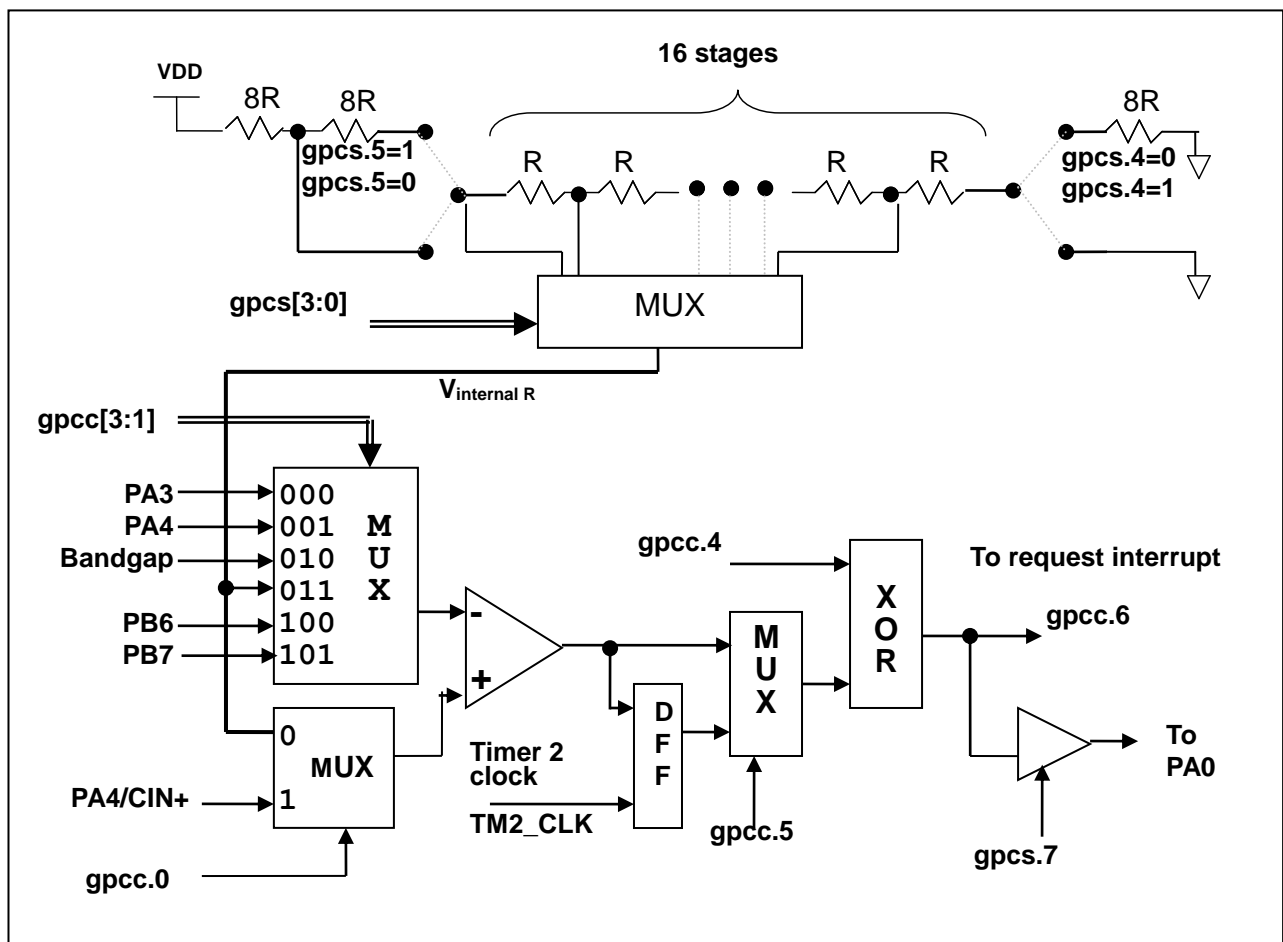 16 stages
VDD
8R
8R
8R
gpcs.5=1
gpcs.5=0
gpcs.4=0
gpcs.4=1
R
R
R
R
gpcs[3:0]
MUX
V internal R
gpcc[3:1]
PA3
PA4
Bandgap
PB6
PB7
000
001
010
011
100
101
M
U
X
-
+
gpcc.4
To request interrupt
X
O
R
gpcc.6
M
U
X
D
F
F
0
1
MUX
PA4/CIN+
Timer 2
clock
TM2_CLK
gpcc.5
To
PA0
gpcs.7
gpcc.0